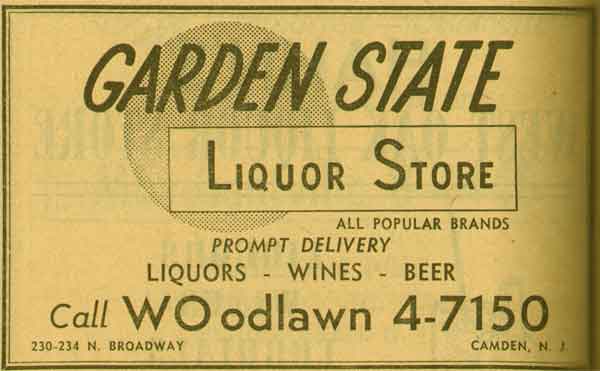 GARDEN STATE
LIQUOR STORE
ALL POPULAR BRANDS
PROMPT DELIVERY
LIQUORS - WINES - BEER
Call WOodlawn 4-7150
230-234 N. BROADWAY CAMDEN, N. J.